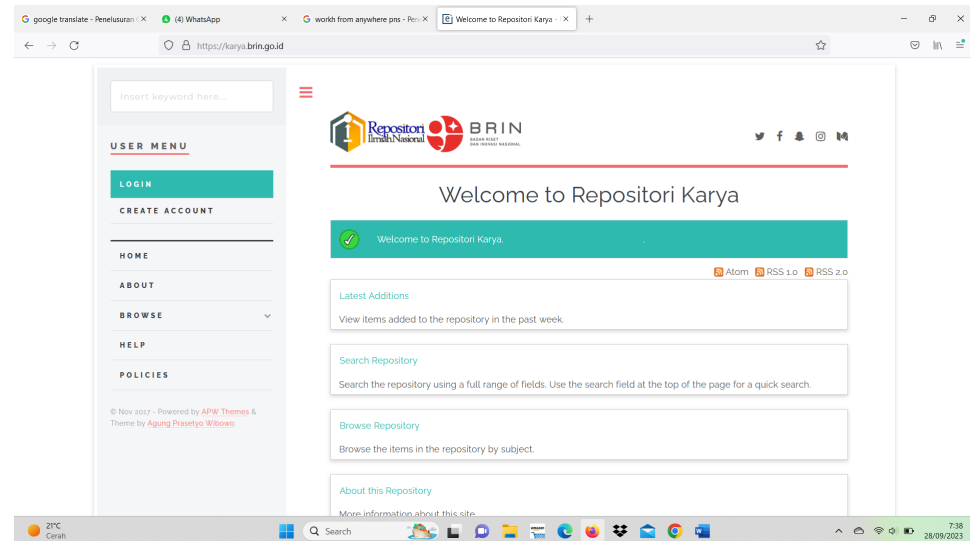 google translate - Penelusuran G
(4) WhatsApp
workh from anywhere pns - Pen
Welcome to Repositori Karya -
https://karya.brin.go.id
Insert keyword here...
USER MENU
LOGIN
CREATE ACCOUNT
HOME
ABOUT
BROWSE
HELP
POLICIES
© Nov 2017 - Powered by APW Themes &
Theme by Agung Prasetyo Wibowo
Repositori
Ilmiah Nasional
BRIN
BADAN RISET
DAN INOVASI NASIONAL
Welcome to Repositori Karya
Welcome to Repositori Karya.
Atom RSS 1.0 RSS 2.0
Latest Additions
View items added to the repository in the past week.
Search Repository
Search the repository using a full range of fields. Use the search field at the top of the page for a quick search.
Browse Repository
Browse the items in the repository by subject.
About this Repository
More information about this site
21°C
Cerah
Search
7:38
28/09/2023